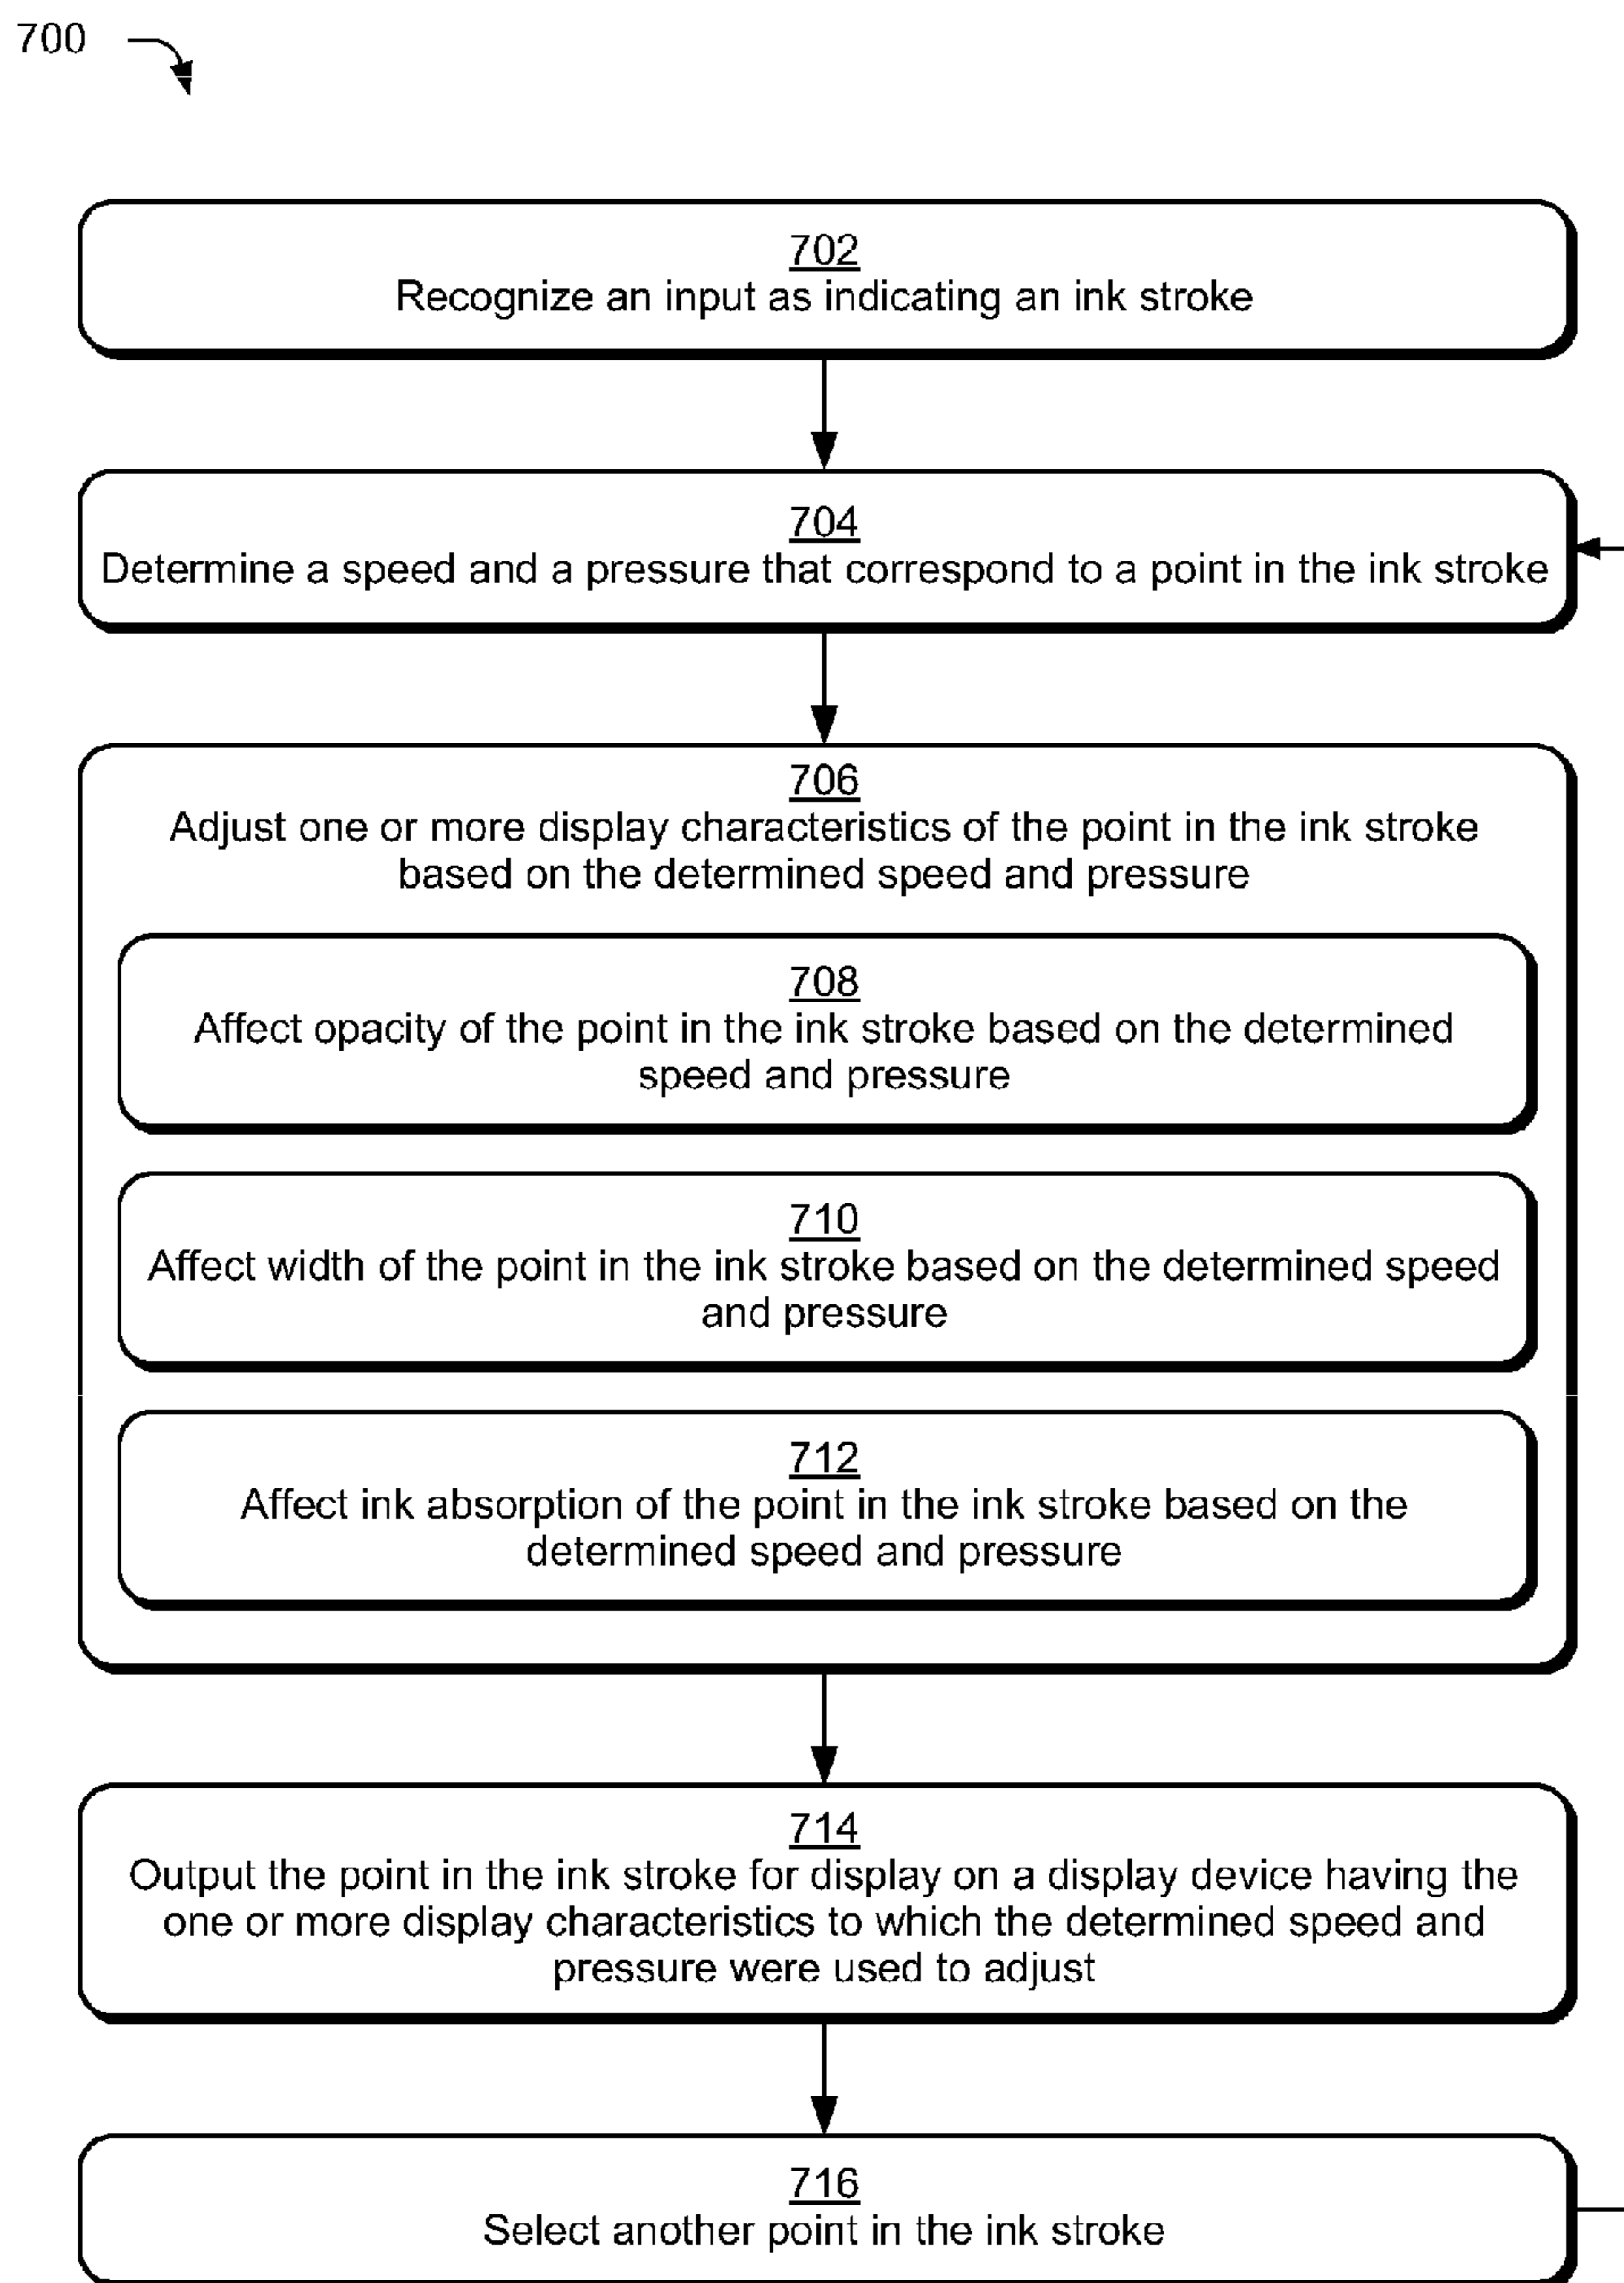 700
702
Recognize an input as indicating an ink stroke
704
Determine a speed and a pressure that correspond to a point in the ink stroke
706
Adjust one or more display characteristics of the point in the ink stroke
based on the determined speed and pressure
708
Affect opacity of the point in the ink stroke based on the determined
speed and pressure
710
Affect width of the point in the ink stroke based on the determined speed
and pressure
712
Affect ink absorption of the point in the ink stroke based on the
determined speed and pressure
714
Output the point in the ink stroke for display on a display device having the
one or more display characteristics to which the determined speed and
pressure were used to adjust
716
Select another point in the ink stroke